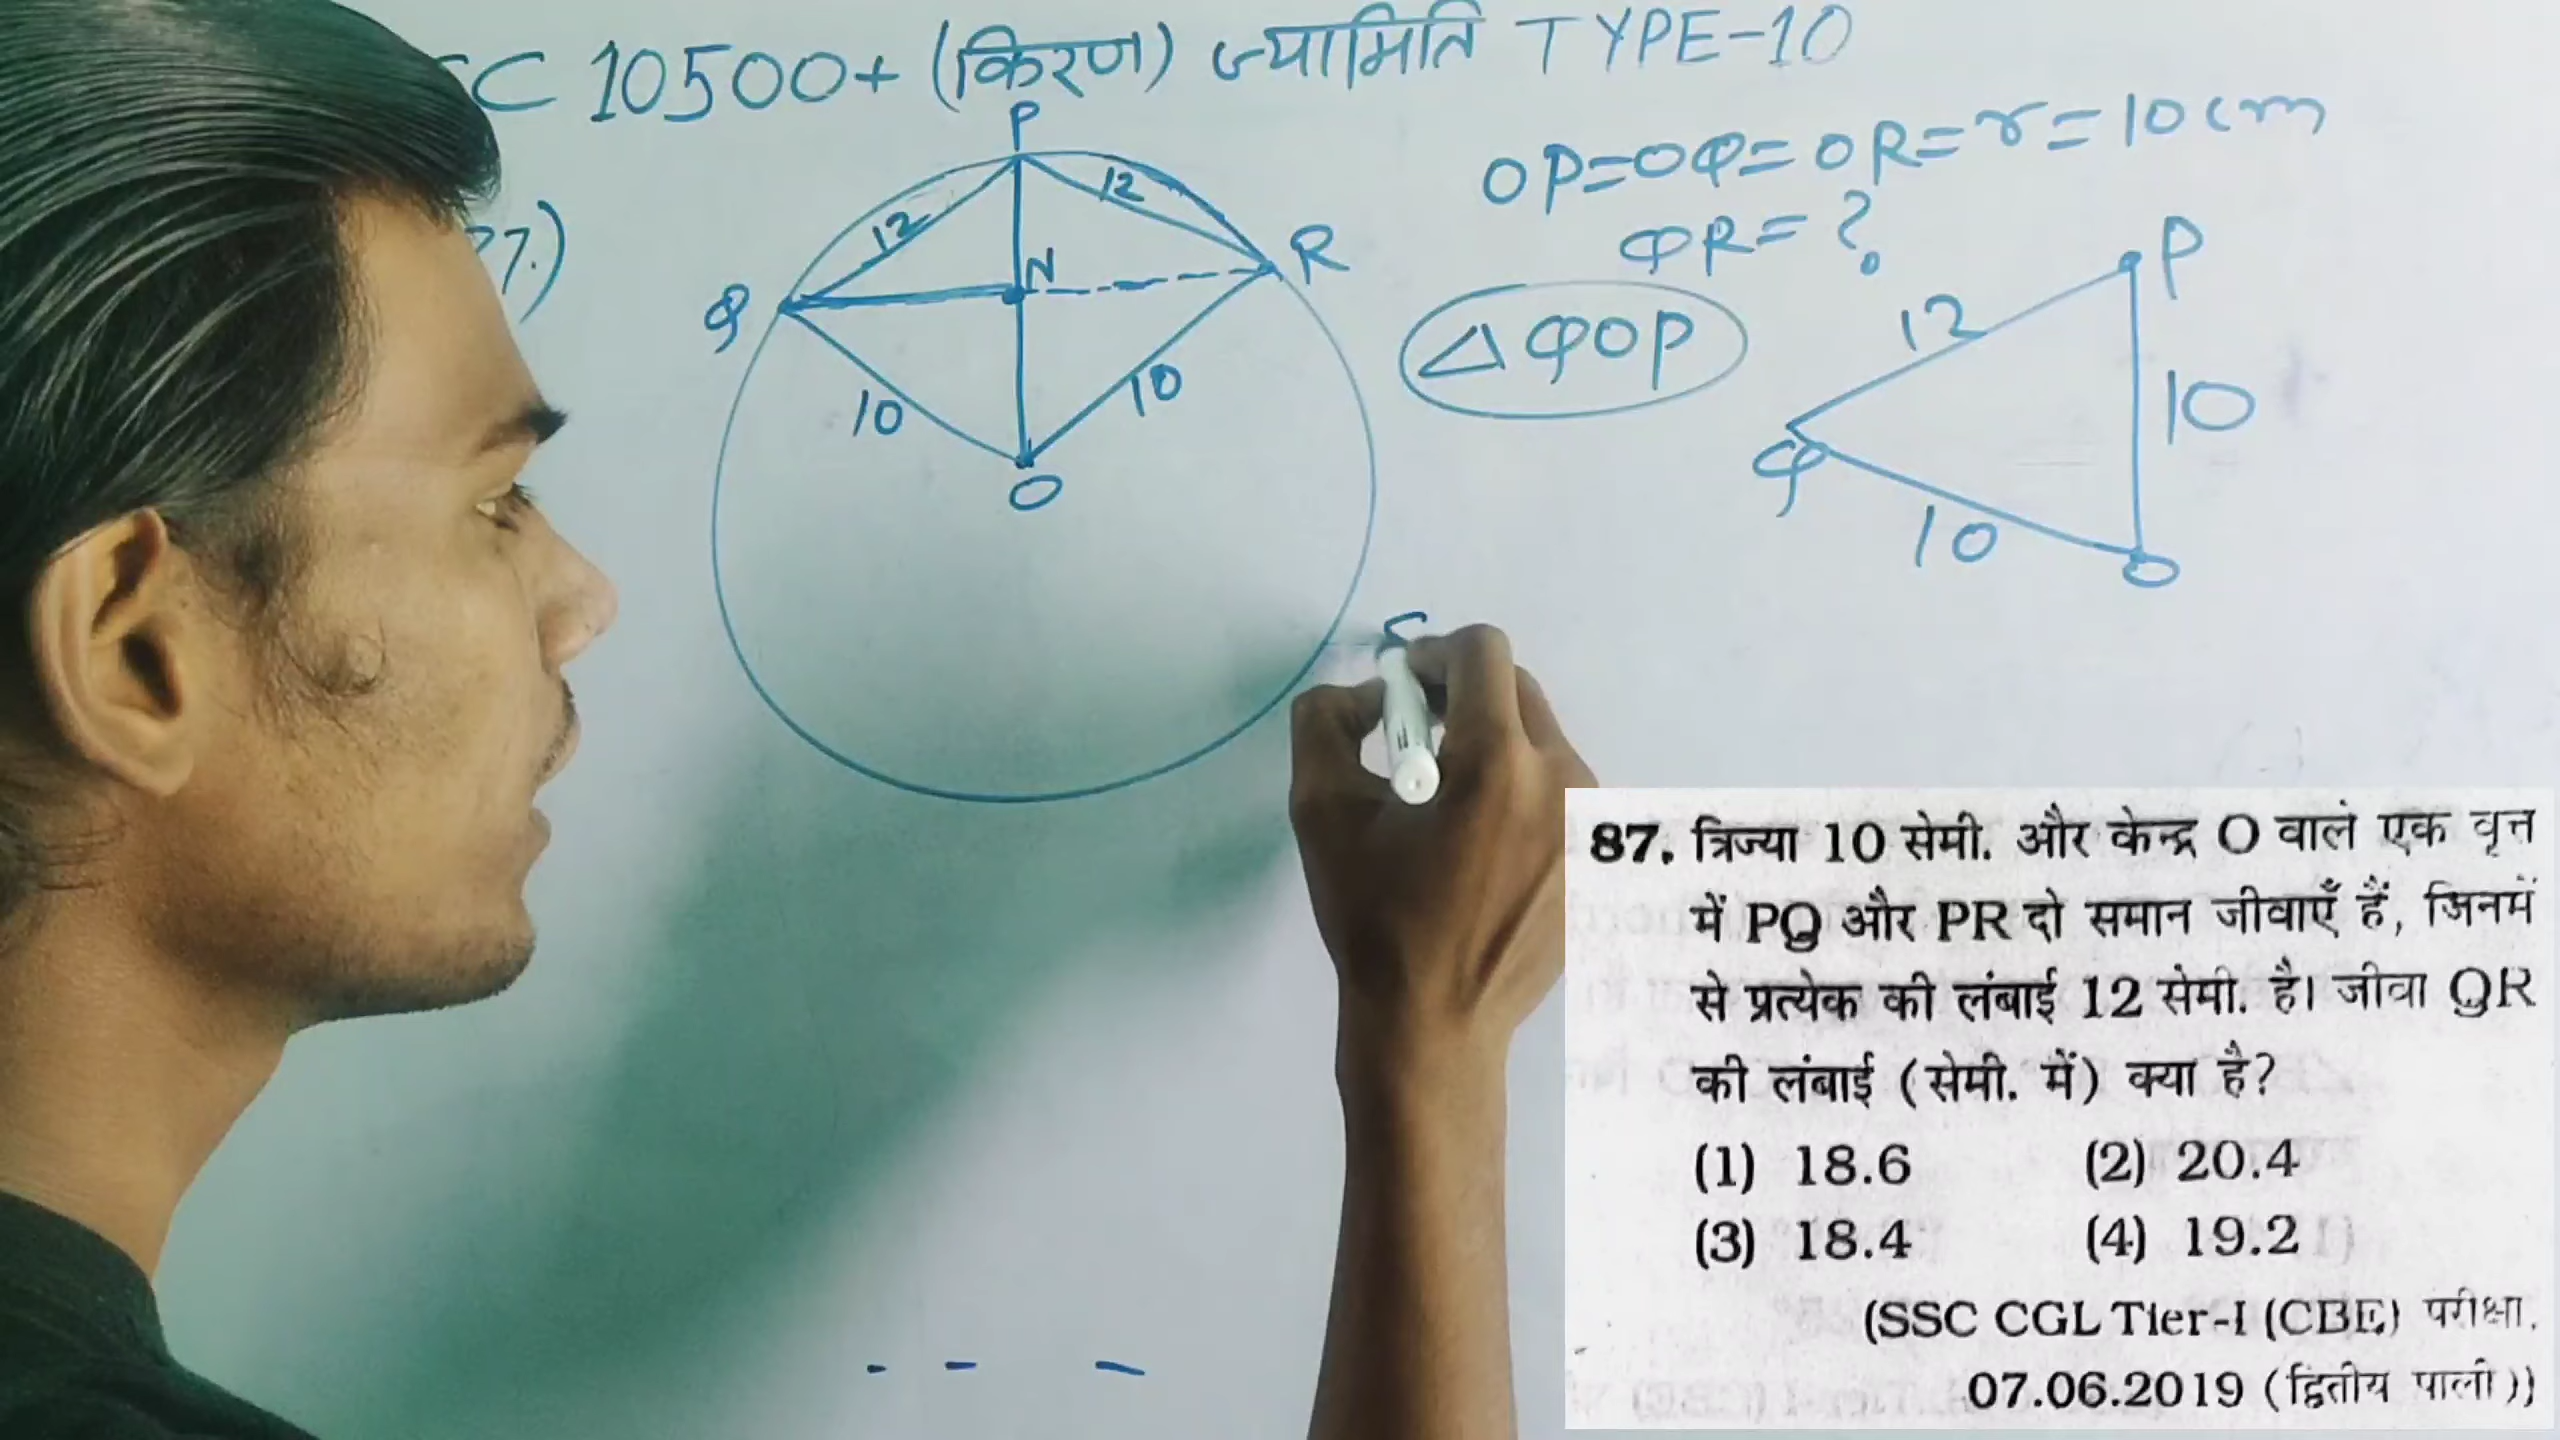 SC 10500+ (किरण) ज्यामिति TYPE-10
7.)
P
12
12
Q
N
R
10
10
O
OP=OQ=OR=r=10cm
QR=?
△QOP
P
12
10
Q
10
O
87. त्रिज्या 10 सेमी. और केन्द्र O वाले एक वृत्त
में PQ और PR दो समान जीवाएँ हैं, जिनमें
से प्रत्येक की लंबाई 12 सेमी. है। जीवा QR
की लंबाई (सेमी. में) क्या है?
(1) 18.6 (2) 20.4
(3) 18.4 (4) 19.2
(SSC CGL Tier-I (CBE) परीक्षा,
07.06.2019 (द्वितीय पाली))